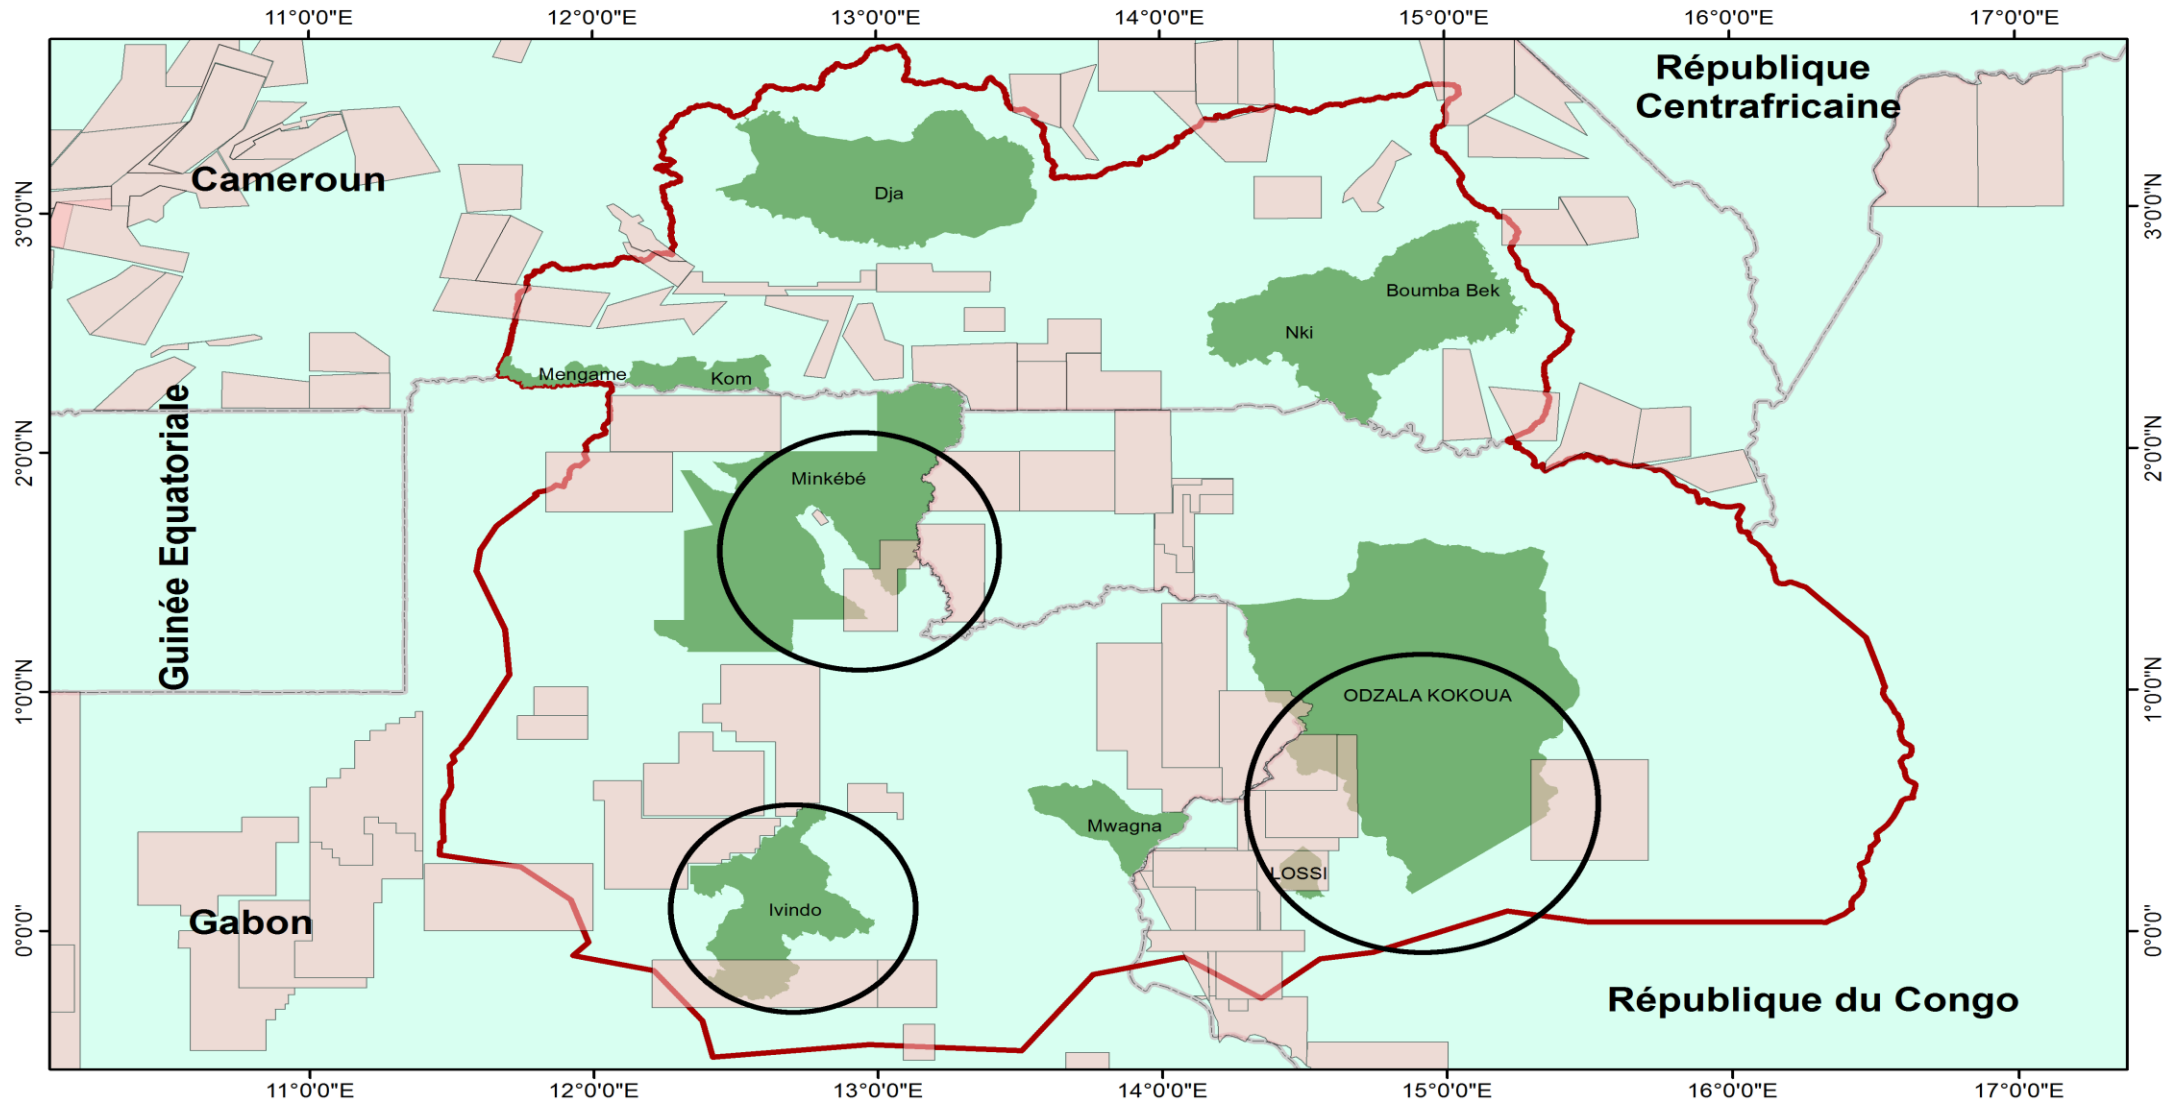 11°0'0"E 12°0'0"E 13°0'0"E 14°0'0"E 15°0'0"E 16°0'0"E 17°0'0"E
République
Centrafricaine
Cameroun
Dja
3°0'0"N
3°0'0"N
Boumba Bek
Nki
Mengame
Kom
Guinée Equatoriale
2°0'0"N
2°0'0"N
Minkébé
ODZALA KOKOUA
1°0'0"N
1°0'0"N
Mwagna
LOSSI
Ivindo
Gabon
0°0'0"
0°0'0"
République du Congo
11°0'0"E 12°0'0"E 13°0'0"E 14°0'0"E 15°0'0"E 16°0'0"E 17°0'0"E